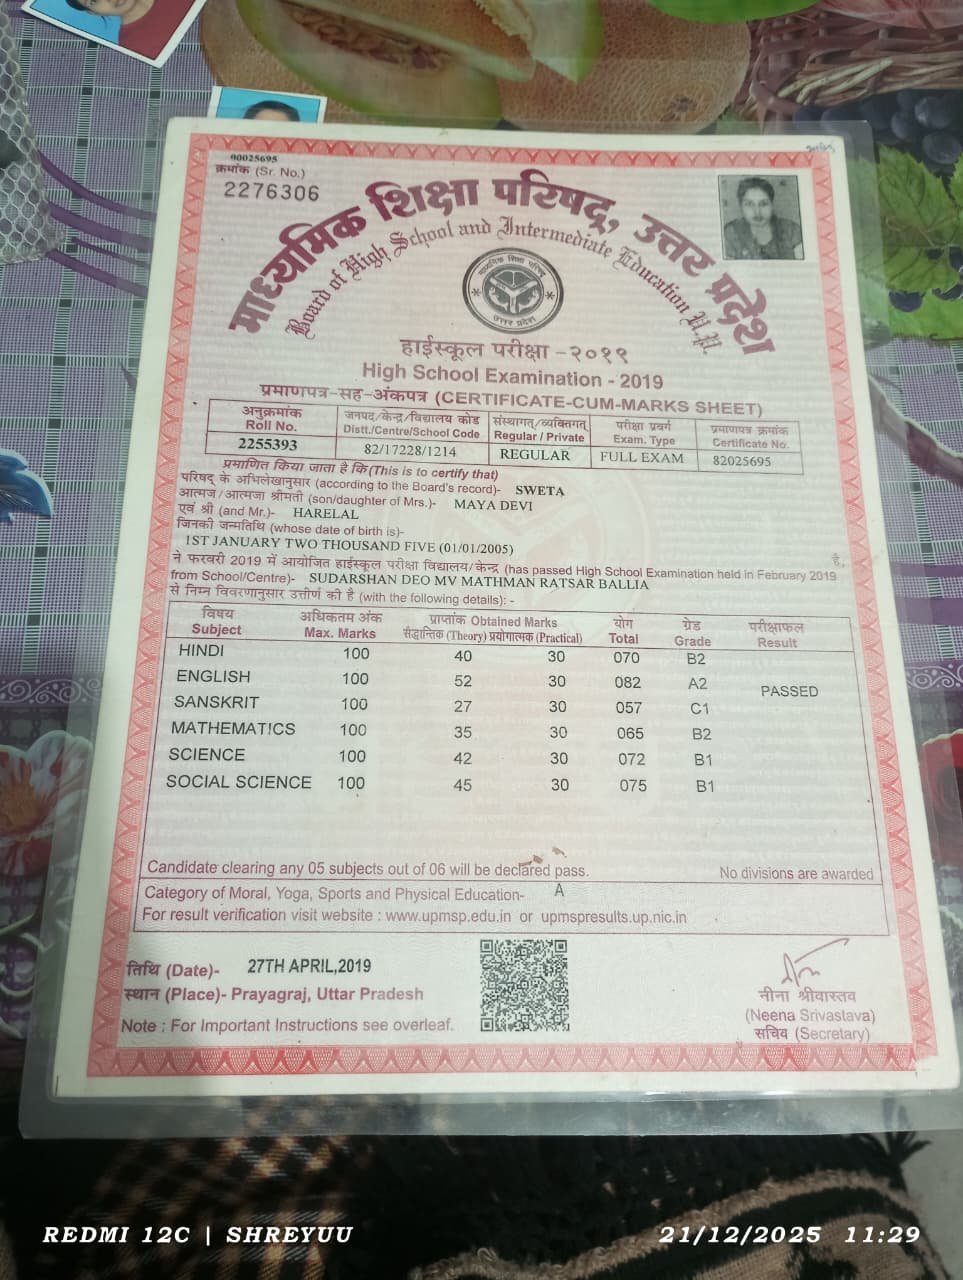 00025695
क्रमांक (Sr. No.)
2276306
माध्यमिक शिक्षा परिषद्, उत्तर प्रदेश
Board of High School and Intermediate Education U.P.
माध्यमिक शिक्षा परिषद
उत्तर प्रदेश
हाईस्कूल परीक्षा - २०१९
High School Examination - 2019
प्रमाणपत्र-सह-अंकपत्र (CERTIFICATE-CUM-MARKS SHEET)
अनुक्रमांक जनपद/केन्द्र/विद्यालय कोड संस्थागत्/व्यक्तिगत् परीक्षा प्रवर्ग प्रमाणपत्र क्रमांक
Roll No. Distt./Centre/School Code Regular / Private Exam. Type Certificate No.
2255393 82/17228/1214 REGULAR FULL EXAM 82025695
प्रमाणित किया जाता है कि(This is to certify that)
परिषद् के अभिलेखानुसार (according to the Board's record)- SWETA
आत्मज/आत्मजा श्रीमती (son/daughter of Mrs.)- MAYA DEVI
एवं श्री (and Mr.)- HARELAL
जिनकी जन्मतिथि (whose date of birth is)-
1ST JANUARY TWO THOUSAND FIVE (01/01/2005) है,
ने फरवरी 2019 में आयोजित हाईस्कूल परीक्षा विद्यालय/केन्द्र (has passed High School Examination held in February 2019
from School/Centre)- SUDARSHAN DEO MV MATHMAN RATSAR BALLIA
से निम्न विवरणानुसार उत्तीर्ण की है (with the following details): -
विषय अधिकतम अंक प्राप्तांक Obtained Marks योग ग्रेड परीक्षाफल
Subject Max. Marks सैद्धान्तिक (Theory) प्रयोगात्मक (Practical) Total Grade Result
HINDI 100 40 30 070 B2
ENGLISH 100 52 30 082 A2 PASSED
SANSKRIT 100 27 30 057 C1
MATHEMATICS 100 35 30 065 B2
SCIENCE 100 42 30 072 B1
SOCIAL SCIENCE 100 45 30 075 B1
Candidate clearing any 05 subjects out of 06 will be declared pass. No divisions are awarded
Category of Moral, Yoga, Sports and Physical Education- A
For result verification visit website : www.upmsp.edu.in or upmspresults.up.nic.in
तिथि (Date)- 27TH APRIL,2019
स्थान (Place)- Prayagraj, Uttar Pradesh
Note : For Important Instructions see overleaf.
नीना श्रीवास्तव
(Neena Srivastava)
सचिव (Secretary)
REDMI 12C | SHREYUU
21/12/2025 11:29